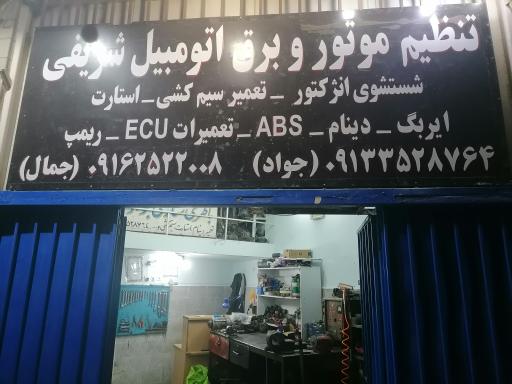 تنظیم موتور و برق اتومبیل شریفی
شستشوی انژکتور _ تعمیر سیم کشی _ استارت
ایربگ _ دینام _ ABS _ تعمیرات ECU _ ریمپ
۰۹۱۳۳۵۲۸۷۶۴ (جواد) ۰۹۱۶۲۵۲۲۰۰۸ (جمال)